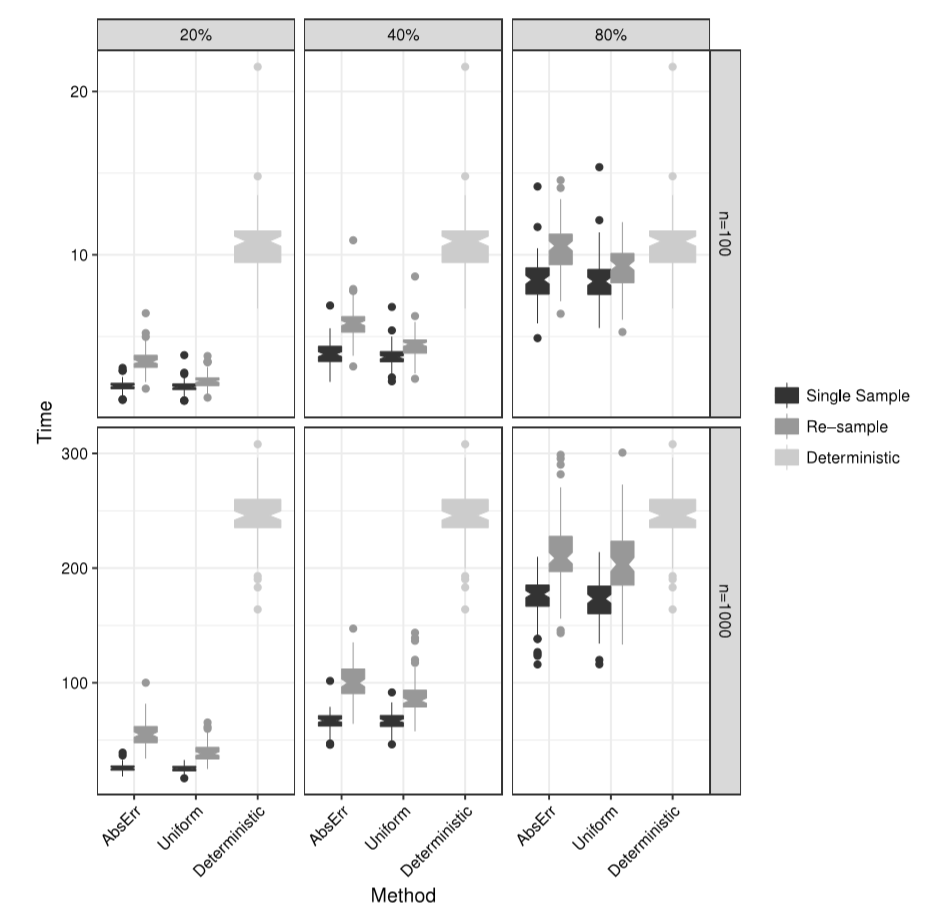 20%
40%
80%
20
10
n=100
Time
300
200
100
n=1000
Single Sample
Re−sample
Deterministic
AbsErr
Uniform
Deterministic
AbsErr
Uniform
Deterministic
AbsErr
Uniform
Deterministic
Method